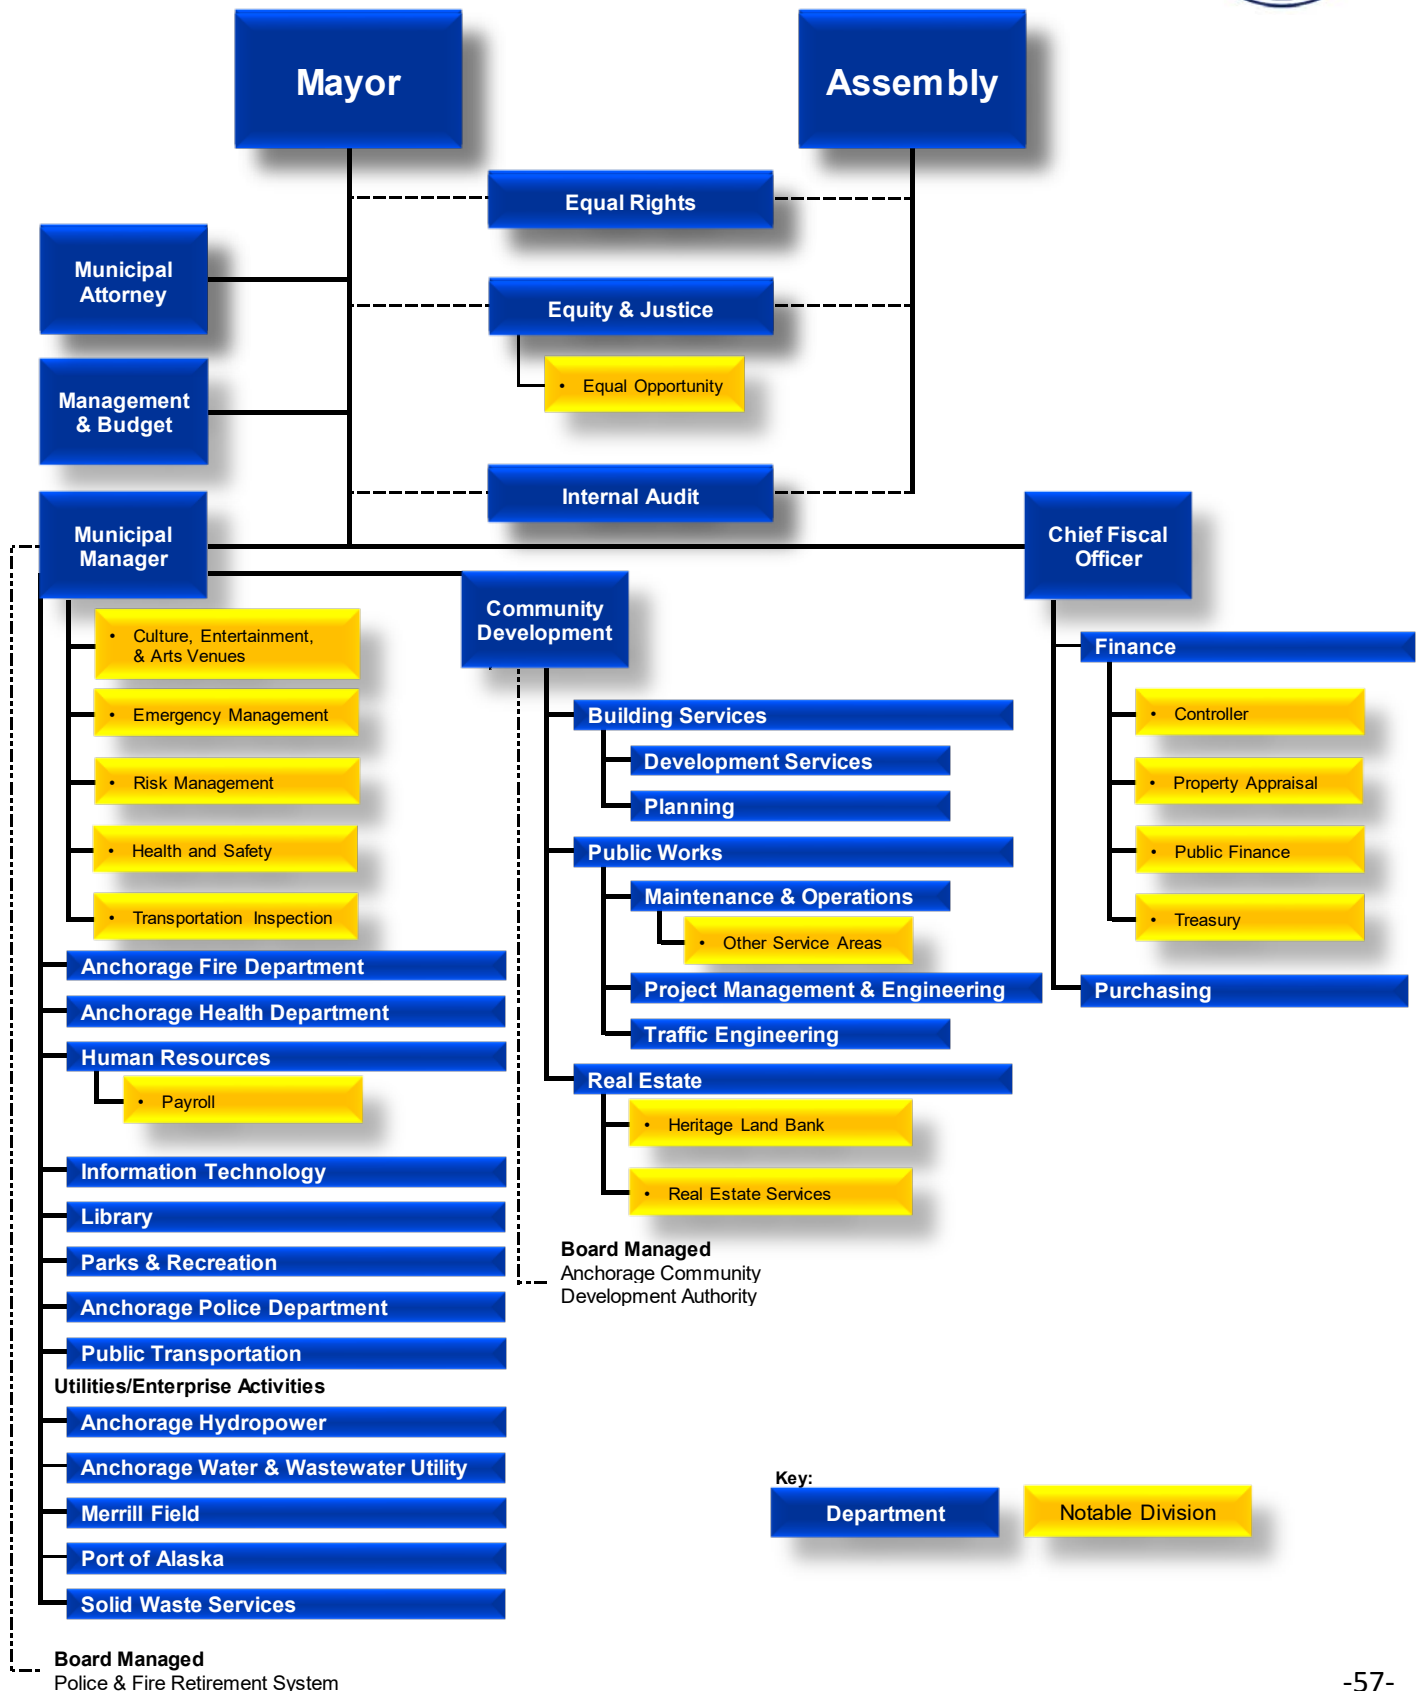 Mayor
Assembly
Equal Rights
Municipal
Attorney
Equity & Justice
• Equal Opportunity
Management
& Budget
Internal Audit
Municipal
Manager
Chief Fiscal
Officer
Community
Development
• Culture, Entertainment,
& Arts Venues
• Emergency Management
• Risk Management
• Health and Safety
• Transportation Inspection
Anchorage Fire Department
Anchorage Health Department
Human Resources
• Payroll
Information Technology
Library
Parks & Recreation
Anchorage Police Department
Public Transportation
Utilities/Enterprise Activities
Anchorage Hydropower
Anchorage Water & Wastewater Utility
Merrill Field
Port of Alaska
Solid Waste Services
Board Managed
Police & Fire Retirement System
Building Services
Development Services
Planning
Public Works
Maintenance & Operations
• Other Service Areas
Project Management & Engineering
Traffic Engineering
Real Estate
• Heritage Land Bank
• Real Estate Services
Board Managed
Anchorage Community
Development Authority
Finance
• Controller
• Property Appraisal
• Public Finance
• Treasury
Purchasing
Key:
Department
Notable Division
-57-